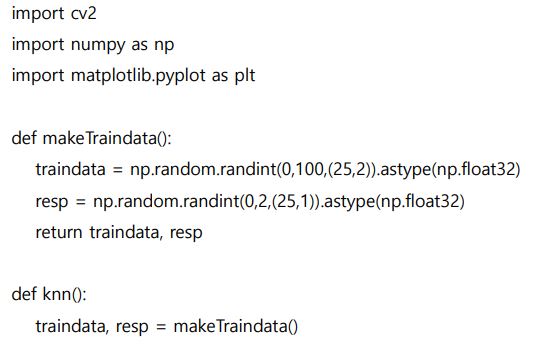 import cv2
import numpy as np
import matplotlib.pyplot as plt
def makeTraindata():
traindata = np.random.randint(0,100,(25,2)).astype(np.float32)
resp = np.random.randint(0,2,(25,1)).astype(np.float32)
return traindata, resp
def knn():
traindata, resp = makeTraindata()